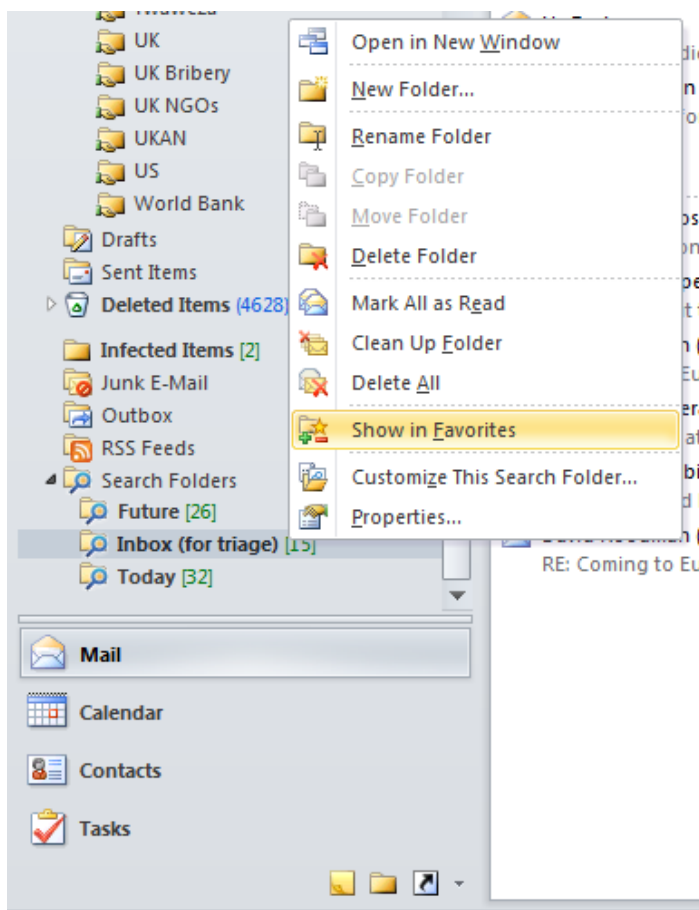 UK
UK Bribery
UK NGOs
UKAN
US
World Bank
Drafts
Sent Items
Deleted Items (4628)
Infected Items [2]
Junk E-Mail
Outbox
RSS Feeds
Search Folders
Future [26]
Inbox (for triage) [15]
Today [32]
Open in New Window
New Folder...
Rename Folder
Copy Folder
Move Folder
Delete Folder
Mark All as Read
Clean Up Folder
Delete All
Show in Favorites
Customize This Search Folder...
Properties...
RE: Coming to Eu
Mail
Calendar
Contacts
Tasks